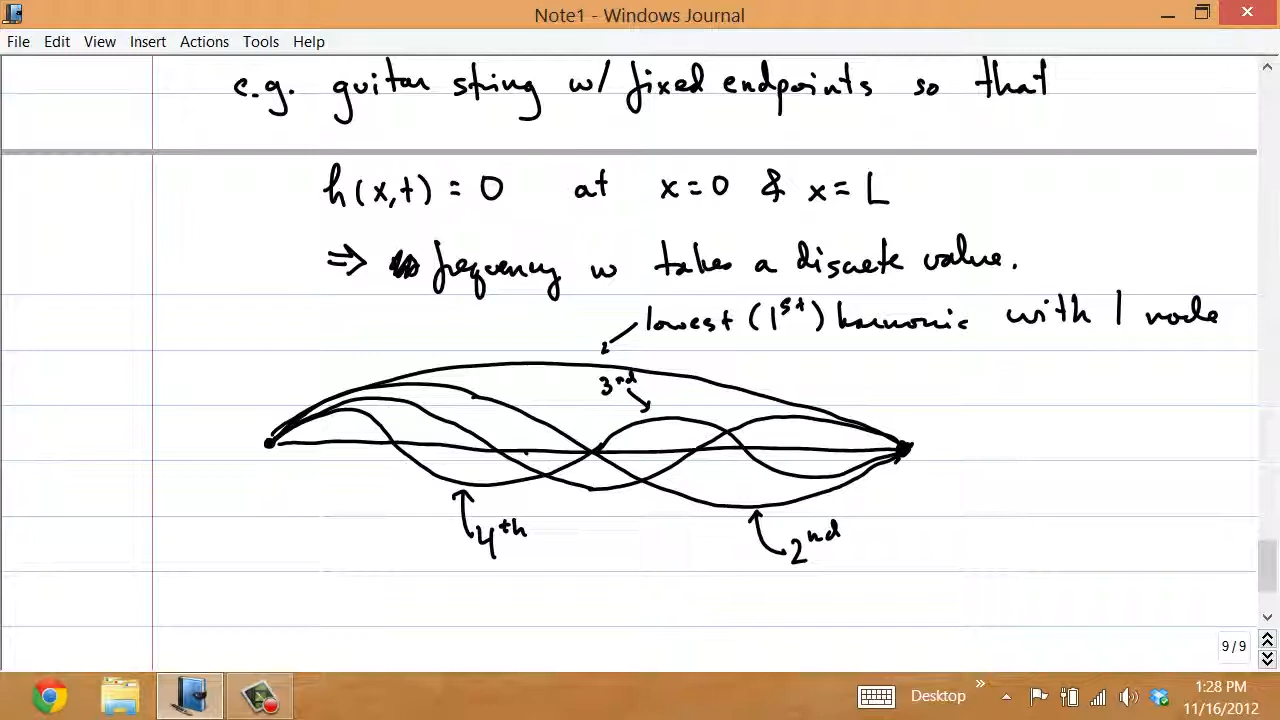 Note1 - Windows Journal
File Edit View Insert Actions Tools Help
e.g. guitar string w/ fixed endpoints so that
h(x,t) = 0 at x=0 & x=L
⇒ frequency w takes a discrete value.
lowest (1st) harmonic with 1 node
3nd
4th
2nd
9/9
Desktop
1:28 PM
11/16/2012